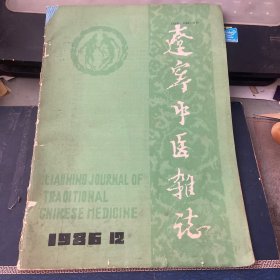 遼寧中医雜誌
LIAONING JOURNAL OF
TRADITIONAL
CHINESE MEDICINE
1986 12